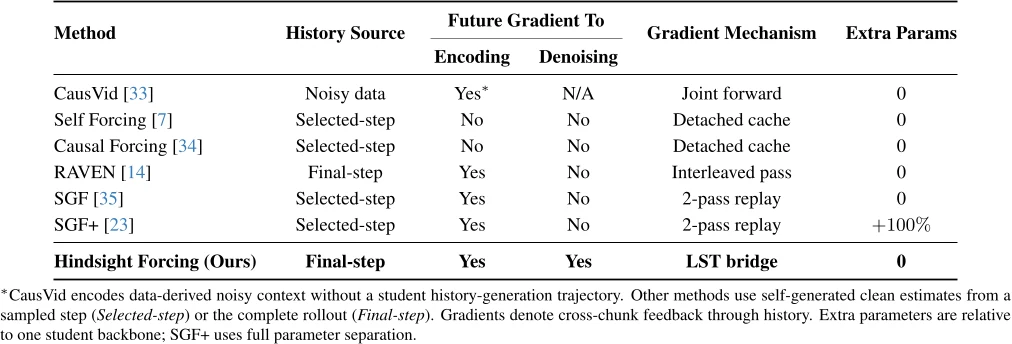 Method History Source Future Gradient To Gradient Mechanism Extra Params
Encoding Denoising
CausVid [33] Noisy data Yes* N/A Joint forward 0
Self Forcing [7] Selected-step No No Detached cache 0
Causal Forcing [34] Selected-step No No Detached cache 0
RAVEN [14] Final-step Yes No Interleaved pass 0
SGF [35] Selected-step Yes No 2-pass replay 0
SGF+ [23] Selected-step Yes No 2-pass replay +100%
Hindsight Forcing (Ours) Final-step Yes Yes LST bridge 0
*CausVid encodes data-derived noisy context without a student history-generation trajectory. Other methods use self-generated clean estimates from a
sampled step (Selected-step) or the complete rollout (Final-step). Gradients denote cross-chunk feedback through history. Extra parameters are relative
to one student backbone; SGF+ uses full parameter separation.